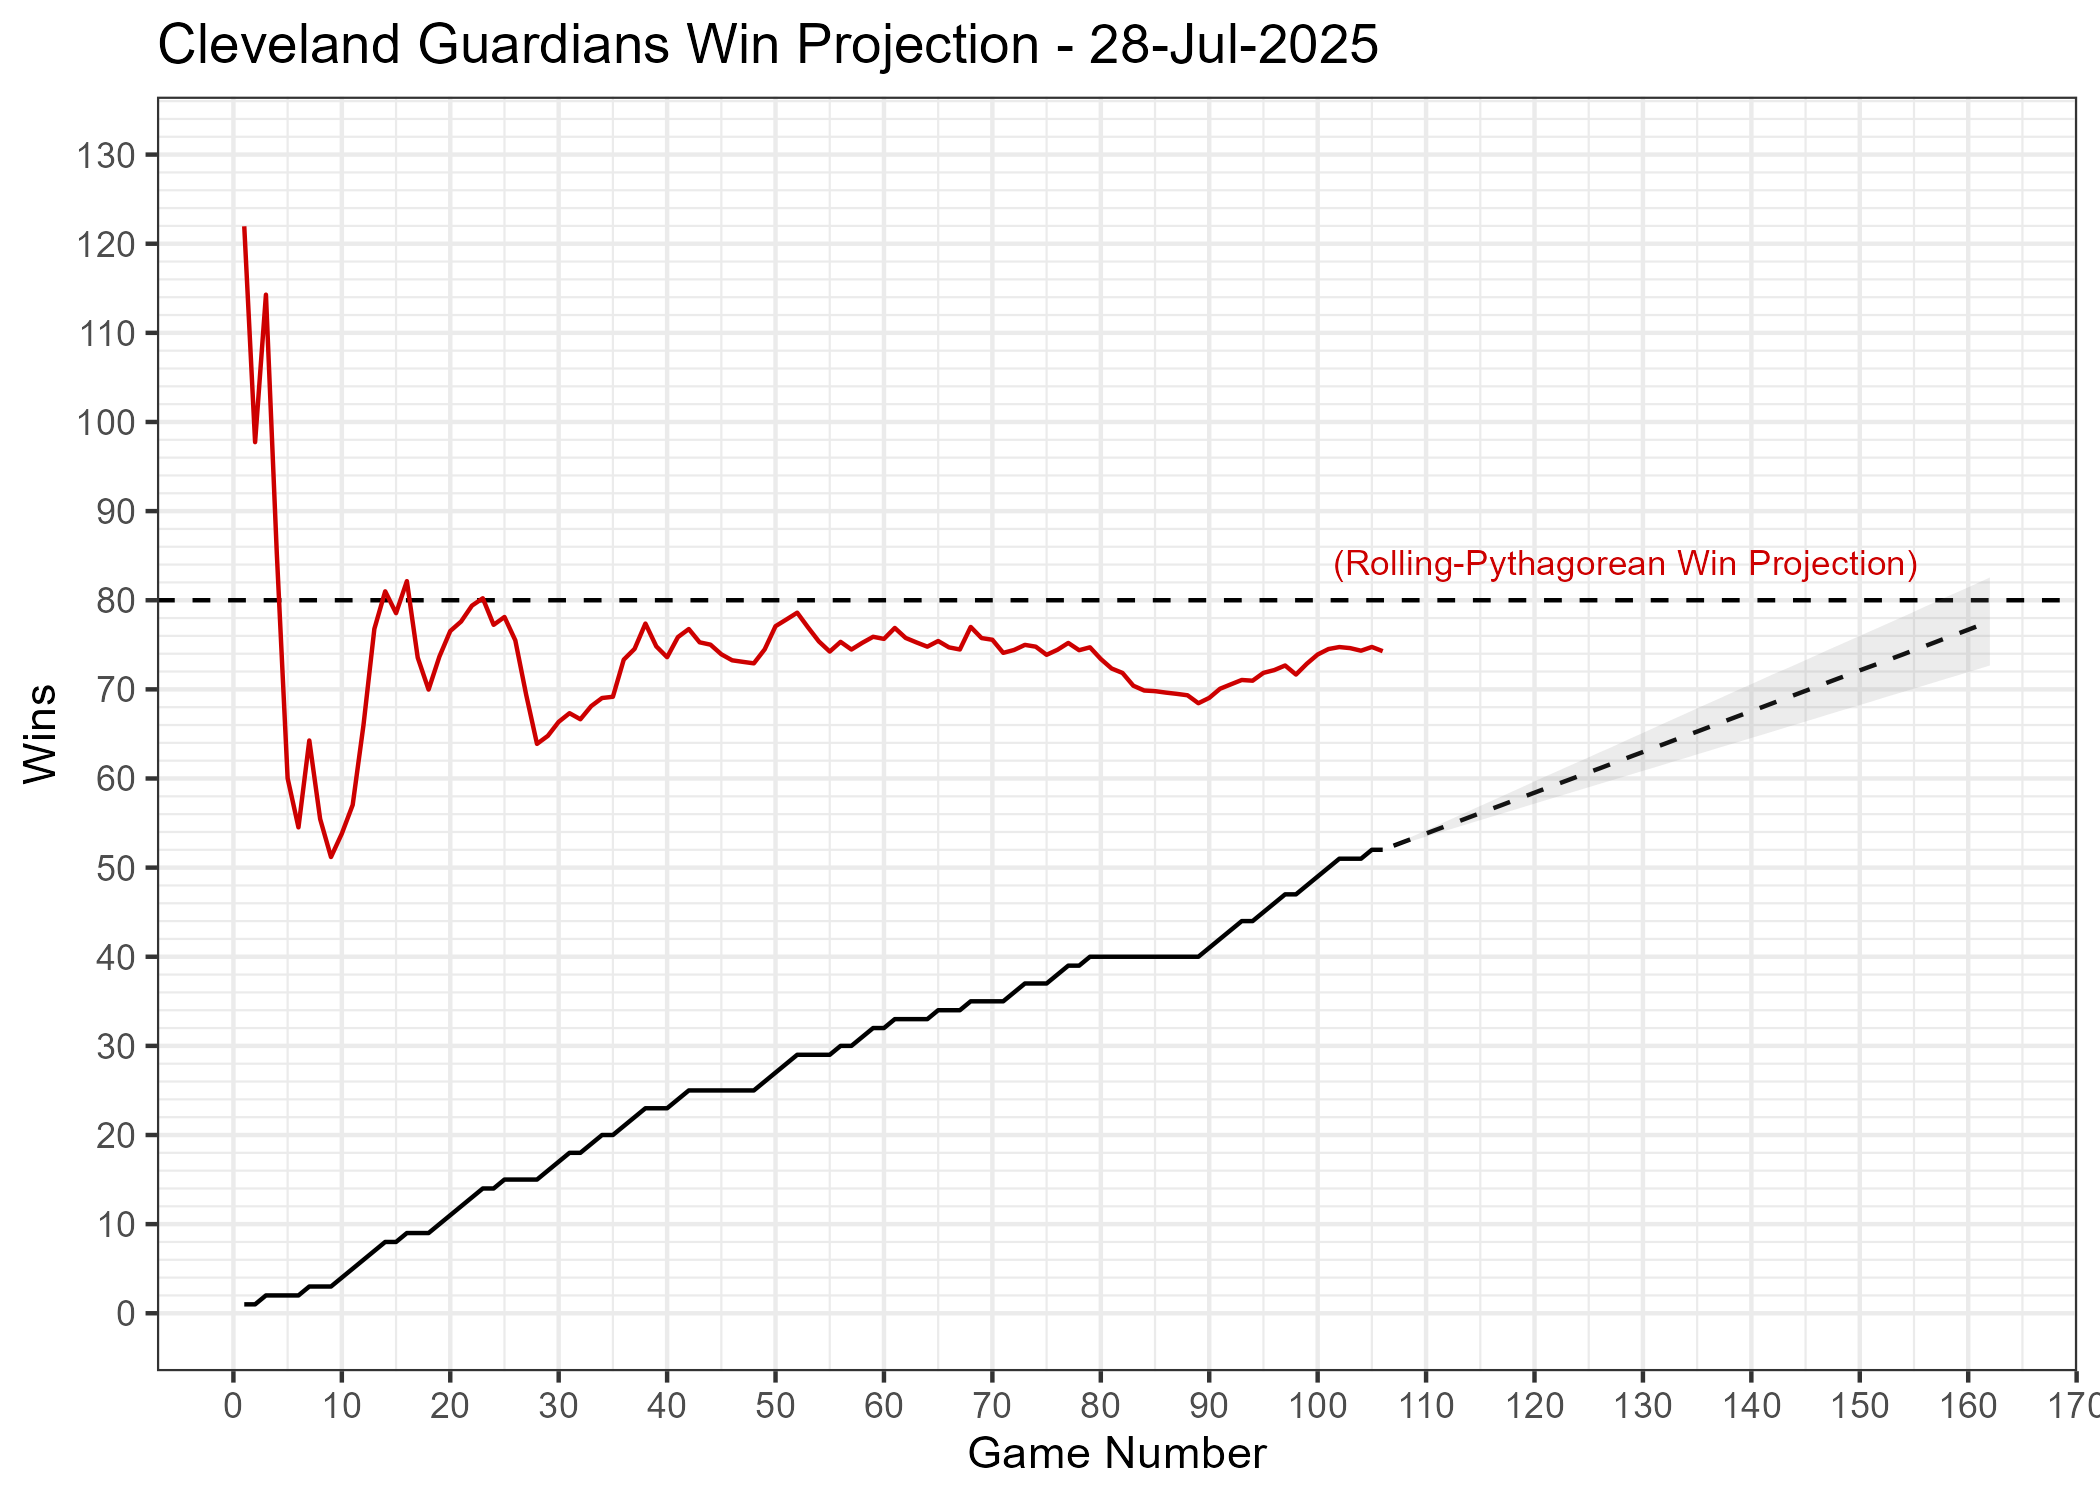 Cleveland Guardians Win Projection - 28-Jul-2025
130
120
110
100
90
(Rolling-Pythagorean Win Projection)
80
70
Wins
60
50
40
30
20
10
0
0 10 20 30 40 50 60 70 80 90 100 110 120 130 140 150 160 170
Game Number